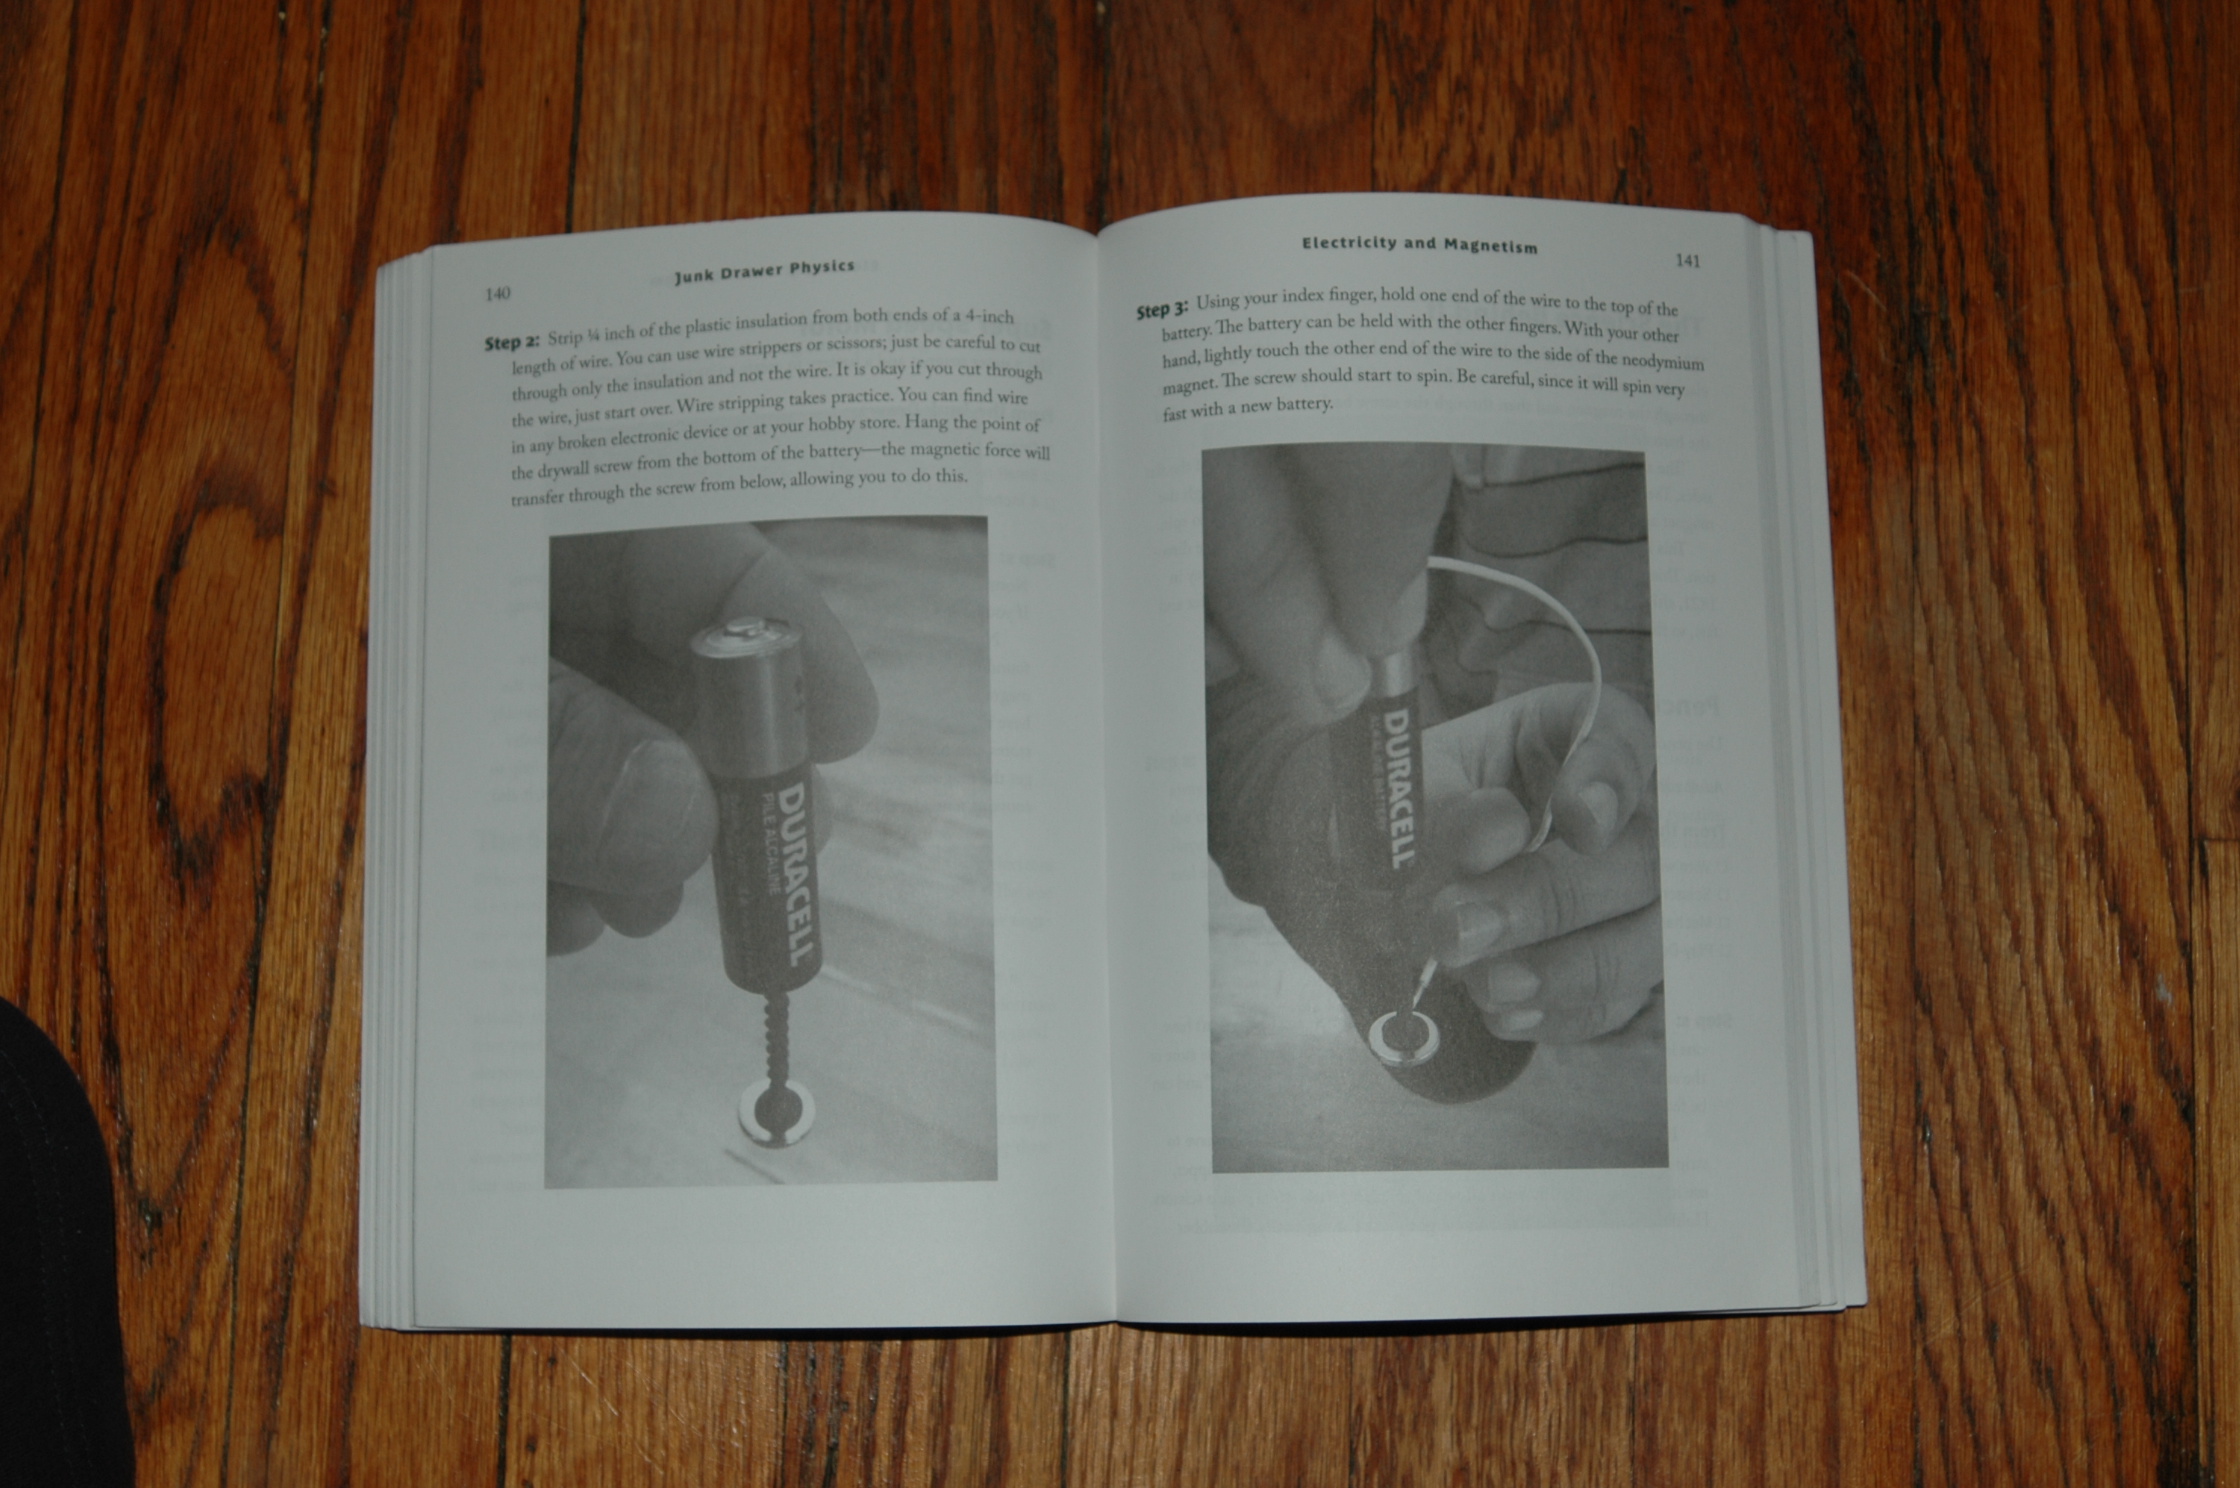 140
Junk Drawer Physics
Step 2: Strip ¼ inch of the plastic insulation from both ends of a 4-inch
length of wire. You can use wire strippers or scissors; just be careful to cut
through only the insulation and not the wire. It is okay if you cut through
the wire, just start over. Wire stripping takes practice. You can find wire
in any broken electronic device or at your hobby store. Hang the point of
the drywall screw from the bottom of the battery—the magnetic force will
transfer through the screw from below, allowing you to do this.
DURACELL
PILE ALCALINE
Electricity and Magnetism
141
Step 3: Using your index finger, hold one end of the wire to the top of the
battery. The battery can be held with the other fingers. With your other
hand, lightly touch the other end of the wire to the side of the neodymium
magnet. The screw should start to spin. Be careful, since it will spin very
fast with a new battery.
DURACELL
ALKALINE BATTERY